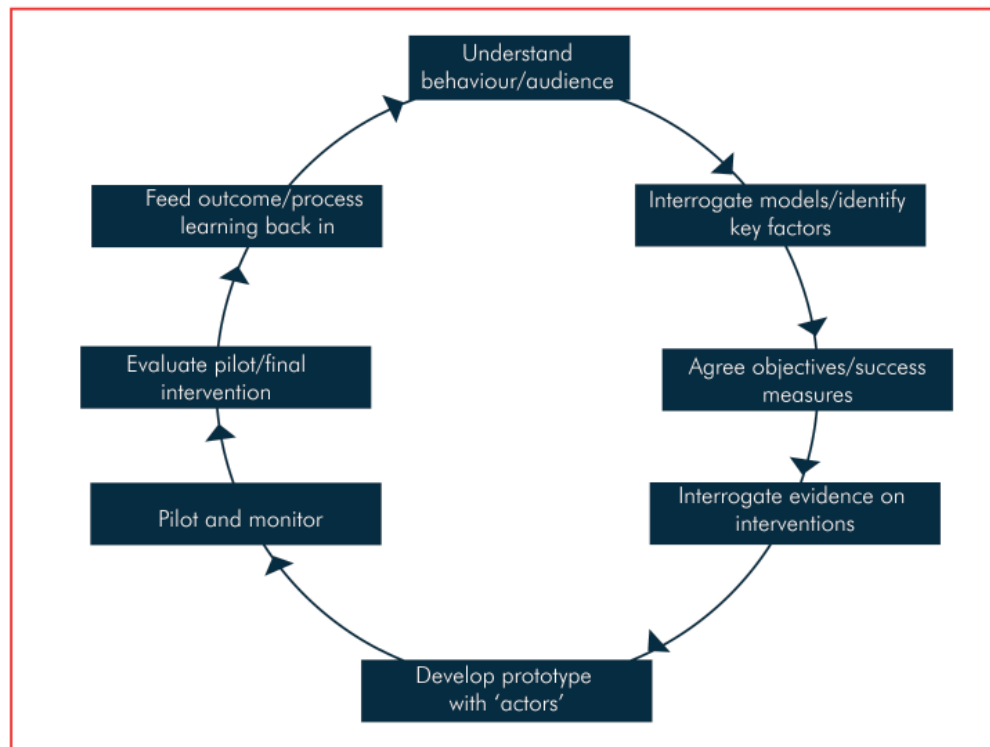 Understand
behaviour/audience
Interrogate models/identify
key factors
Agree objectives/success
measures
Interrogate evidence on
interventions
Develop prototype
with ‘actors’
Pilot and monitor
Evaluate pilot/final
intervention
Feed outcome/process
learning back in